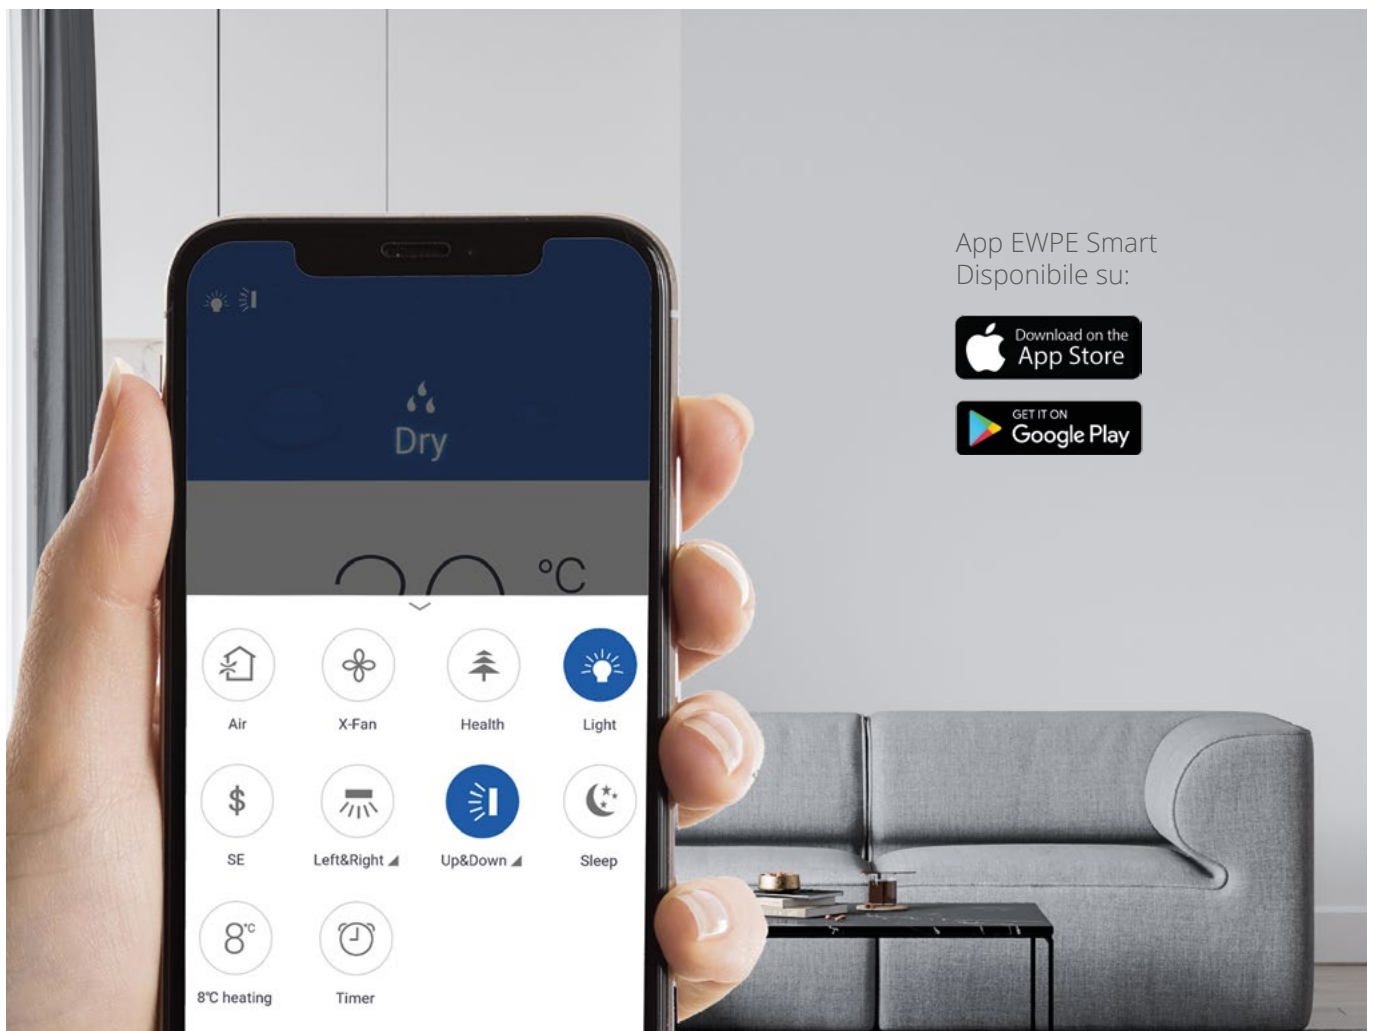 App EWPE Smart
Disponibile su:
Download on the
App Store
GET IT ON
Google Play
Dry
°C
Air
X-Fan
Health
Light
$
SE
Left&Right
Up&Down
Sleep
8°C
8°C heating
Timer